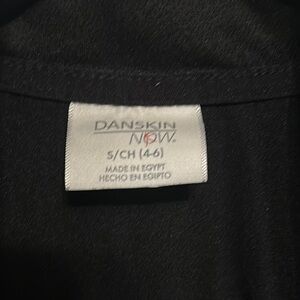 DANSKIN
NOW.
S/CH (4-6)
MADE IN EGYPT
HECHO EN EGIPTO